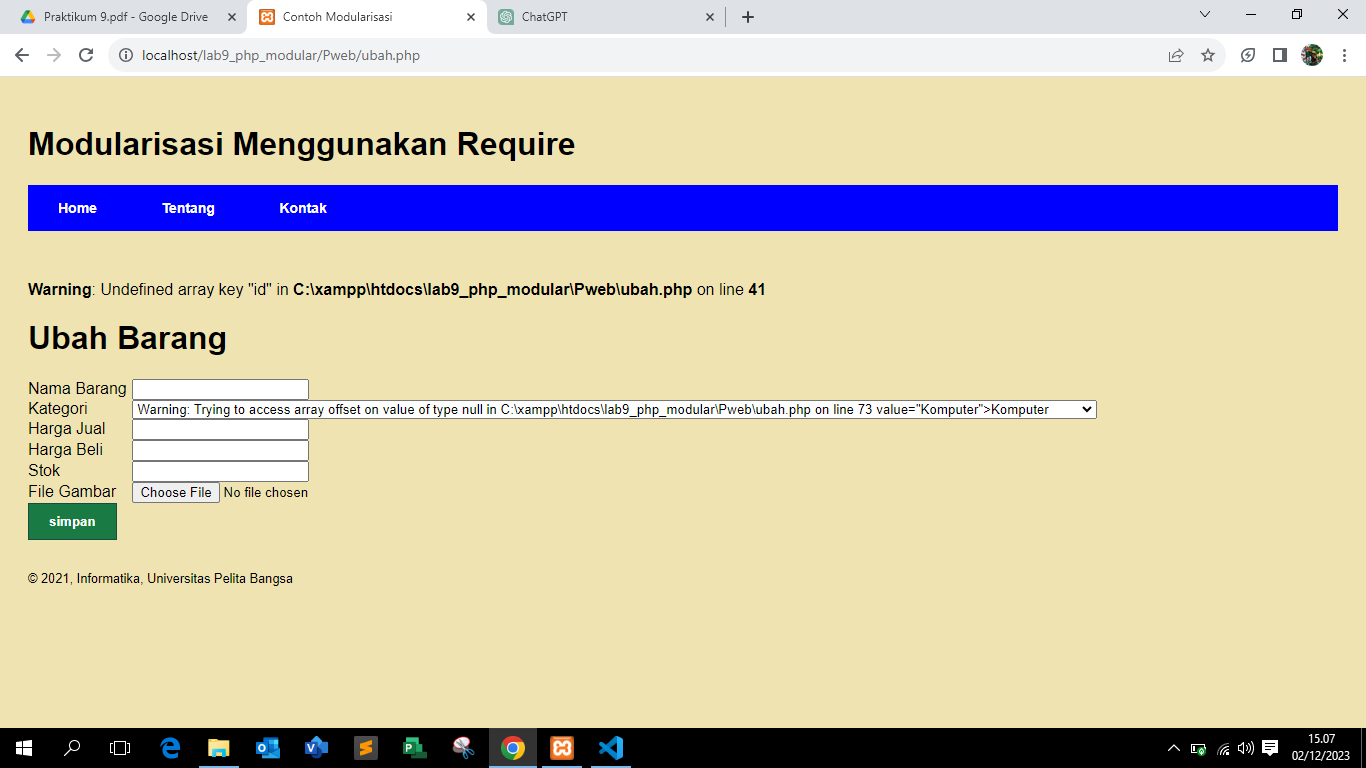 Praktikum 9.pdf - Google Drive
Contoh Modularisasi
ChatGPT
localhost/lab9_php_modular/Pweb/ubah.php
Modularisasi Menggunakan Require
Home Tentang Kontak
Warning: Undefined array key "id" in C:\xampp\htdocs\lab9_php_modular\Pweb\ubah.php on line 41
Ubah Barang
Nama Barang
Kategori Warning: Trying to access array offset on value of type null in C:\xampp\htdocs\lab9_php_modular\Pweb\ubah.php on line 73 value="Komputer">Komputer
Harga Jual
Harga Beli
Stok
File Gambar Choose File No file chosen
simpan
© 2021, Informatika, Universitas Pelita Bangsa
15.07
02/12/2023